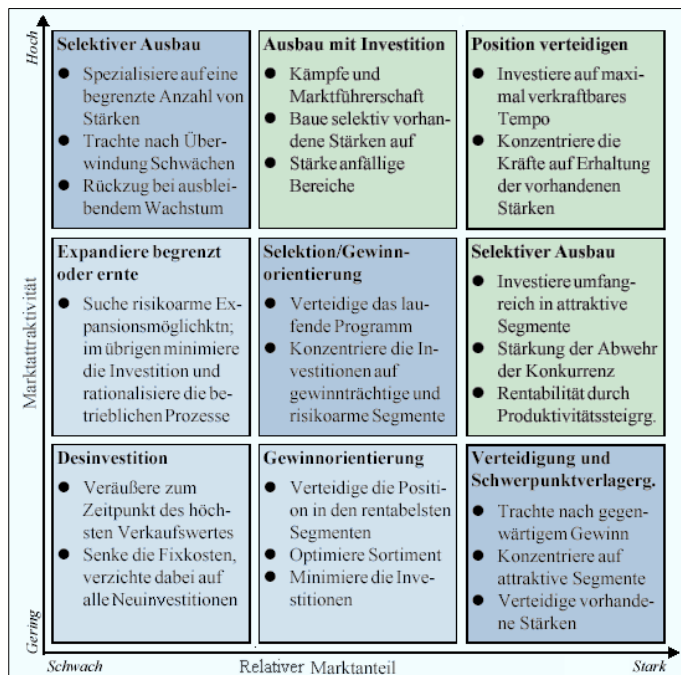 Hoch
Selektiver Ausbau
● Spezialisiere auf eine
begrenzte Anzahl von
Stärken
● Trachte nach Über-
windung Schwächen
● Rückzug bei ausblei-
bendem Wachstum
Ausbau mit Investition
● Kämpfe und
Marktführerschaft
● Baue selektiv vorhan-
dene Stärken auf
● Stärke anfällige
Bereiche
Position verteidigen
● Investiere auf maxi-
mal verkraftbares
Tempo
● Konzentriere die
Kräfte auf Erhaltung
der vorhandenen
Stärken
Marktattraktivität
Expandiere begrenzt
oder ernte
● Suche risikoarme Ex-
pansionsmöglichktn;
im übrigen minimiere
die Investition und
rationalisiere die be-
trieblichen Prozesse
Selektion/Gewinn-
orientierung
● Verteidige das lau-
fende Programm
● Konzentriere die In-
vestitionen auf
gewinnträchtige und
risikoarme Segmente
Selektiver Ausbau
● Investiere umfang-
reich in attraktive
Segmente
● Stärkung der Abwehr
der Konkurrenz
● Rentabilität durch
Produktivitätssteigrg.
Desinvestition
● Veräußere zum
Zeitpunkt des höch-
sten Verkaufswertes
● Senke die Fixkosten,
verzichte dabei auf
alle Neuinvestitionen
Gewinnorientierung
● Verteidige die Positi-
on in den rentabelsten
Segmenten
● Optimiere Sortiment
● Minimiere die Inve-
stitionen
Verteidigung und
Schwerpunktverlagerg.
● Trachte nach gegen-
wärtigem Gewinn
● Konzentriere auf
attraktive Segmente
● Verteidige vorhande-
ne Stärken
Gering
Schwach
Relativer Marktanteil
Stark